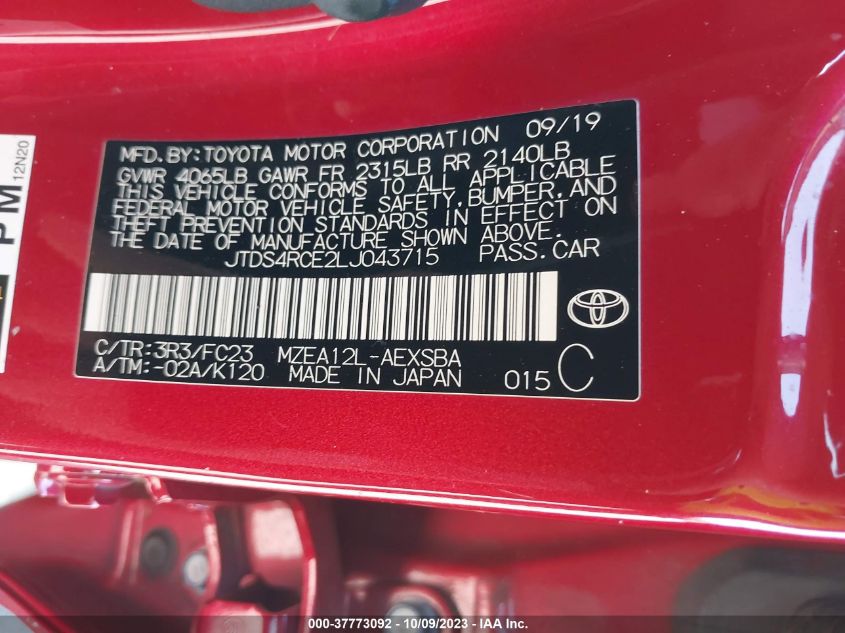 MFD.BY:TOYOTA MOTOR CORPORATION 09/19
GVWR 4065LB GAWR FR 2315LB RR 2140LB
THIS VEHICLE CONFORMS TO ALL APPLICABLE
FEDERAL MOTOR VEHICLE SAFETY,BUMPER,AND
THEFT PREVENTION STANDARDS IN EFFECT ON
THE DATE OF MANUFACTURE SHOWN ABOVE.
JTDS4RCE2LJ043715 PASS.CAR
C/TR:3R3/FC23 MZEA12L-AEXSBA
A/TM:-02A/K120 MADE IN JAPAN 015 C
P M
12N20
000-37773092 - 10/09/2023 - IAA Inc.